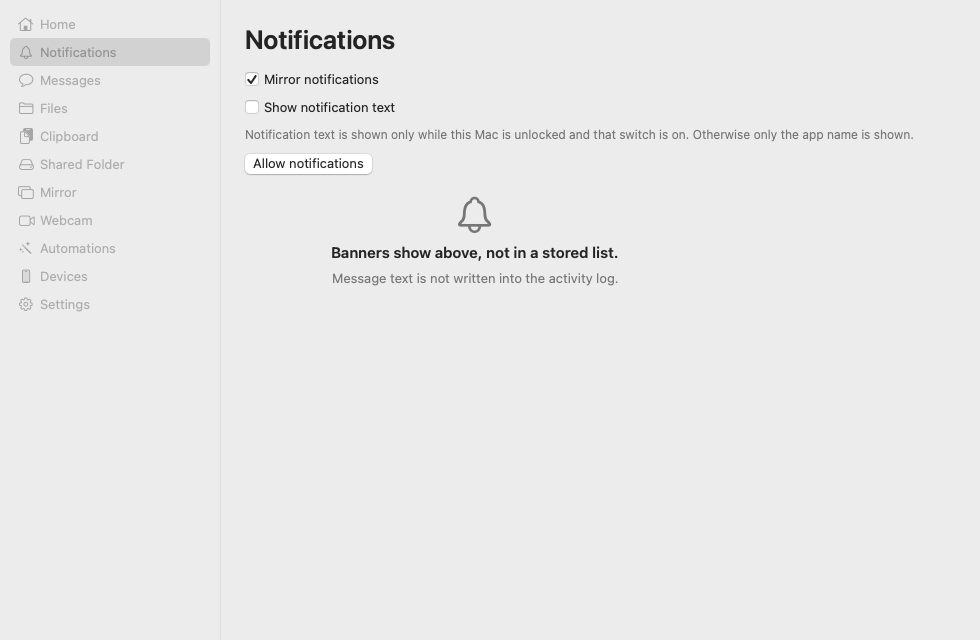 Home
Notifications
Messages
Files
Clipboard
Shared Folder
Mirror
Webcam
Automations
Devices
Settings
Notifications
Mirror notifications
Show notification text
Notification text is shown only while this Mac is unlocked and that switch is on. Otherwise only the app name is shown.
Allow notifications
Banners show above, not in a stored list.
Message text is not written into the activity log.